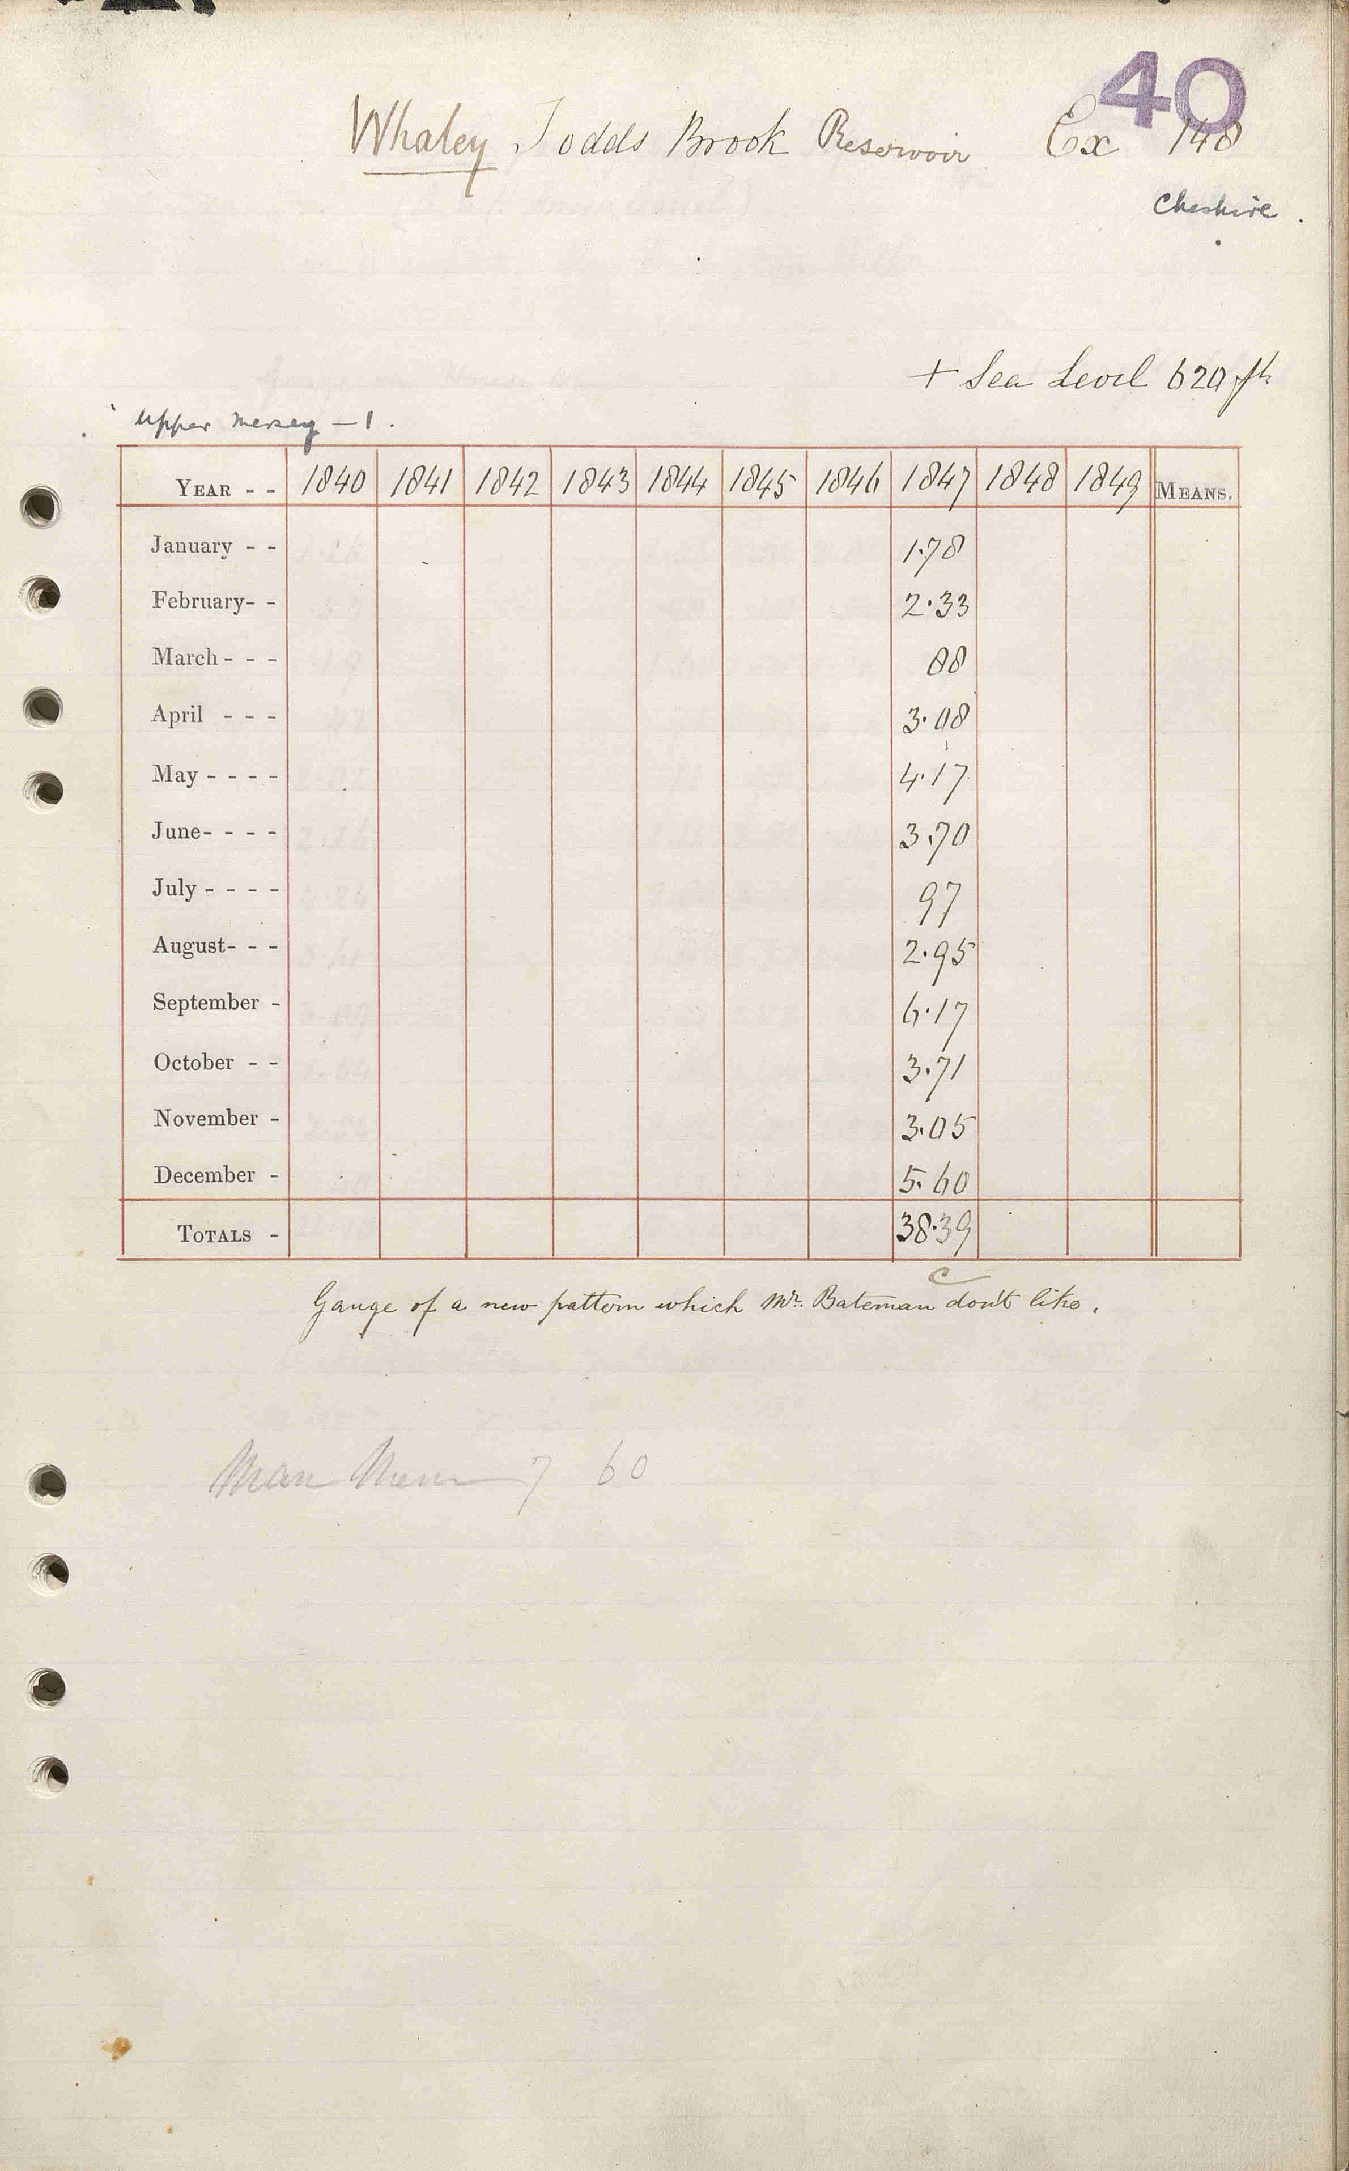 40
Whaley Todds Brook Reservoir Ex 148
Cheshire.
+ Sea Level 620 ft
Upper Mersey — 1.
YEAR - - 1840 1841 1842 1843 1844 1845 1846 1847 1848 1849 MEANS.
January - - 1.78
February- - 2.33
March - - - 88
April - - - 3.08
May - - - - 4.17
June- - - - 3.70
July - - - - 97
August- - - 2.95
September - 6.17
October - - 3.71
November - 3.05
December - 5.60
TOTALS - 38.39
C
Gauge of a new pattern which Mr. Bateman don't like.
7 60